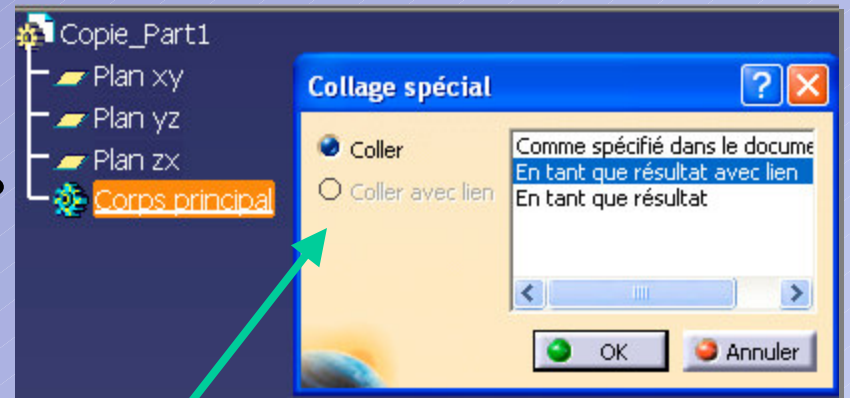 Copie_Part1
Plan xy
Plan yz
Plan zx
Corps principal
Collage spécial
?
Coller
Coller avec lien
Comme spécifié dans le docume
En tant que résultat avec lien
En tant que résultat
OK
Annuler